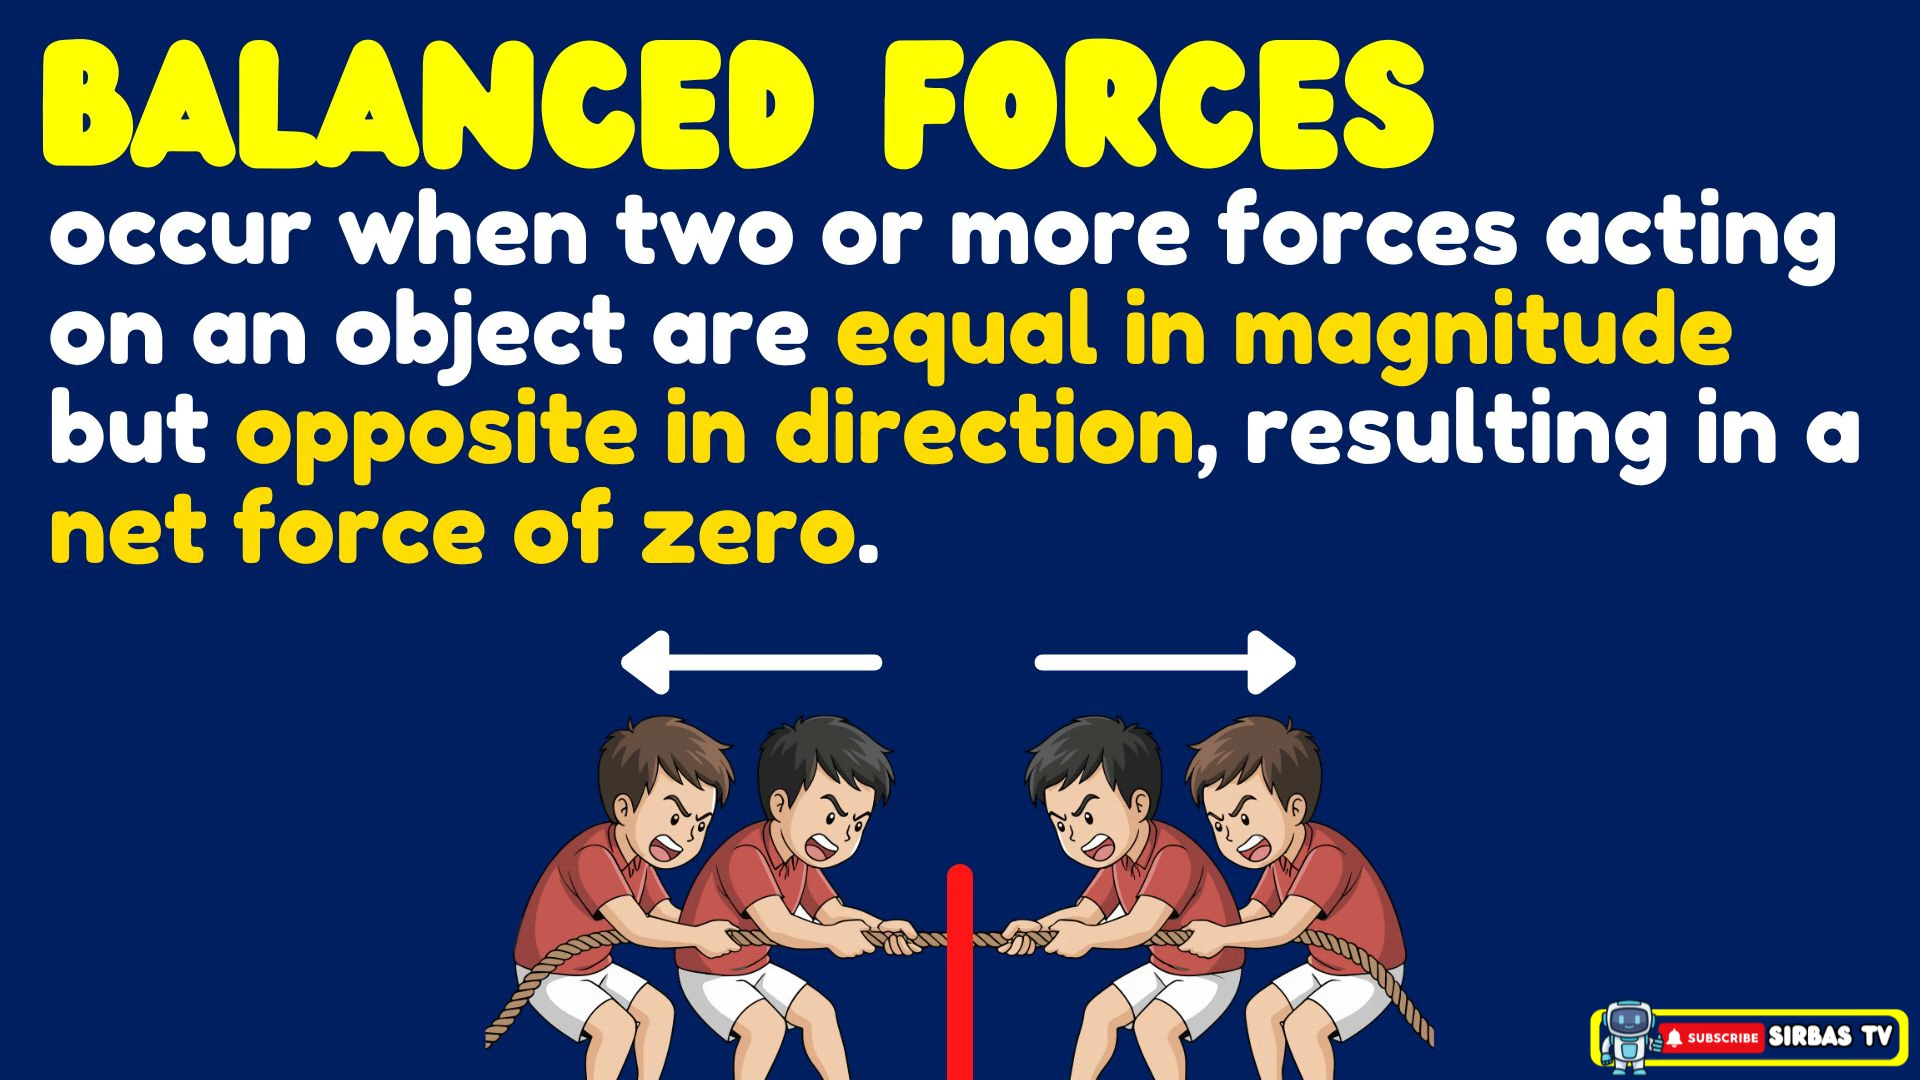 BALANCED FORCES
occur when two or more forces acting
on an object are equal in magnitude
but opposite in direction, resulting in a
net force of zero.
SUBSCRIBE SIRBAS TV